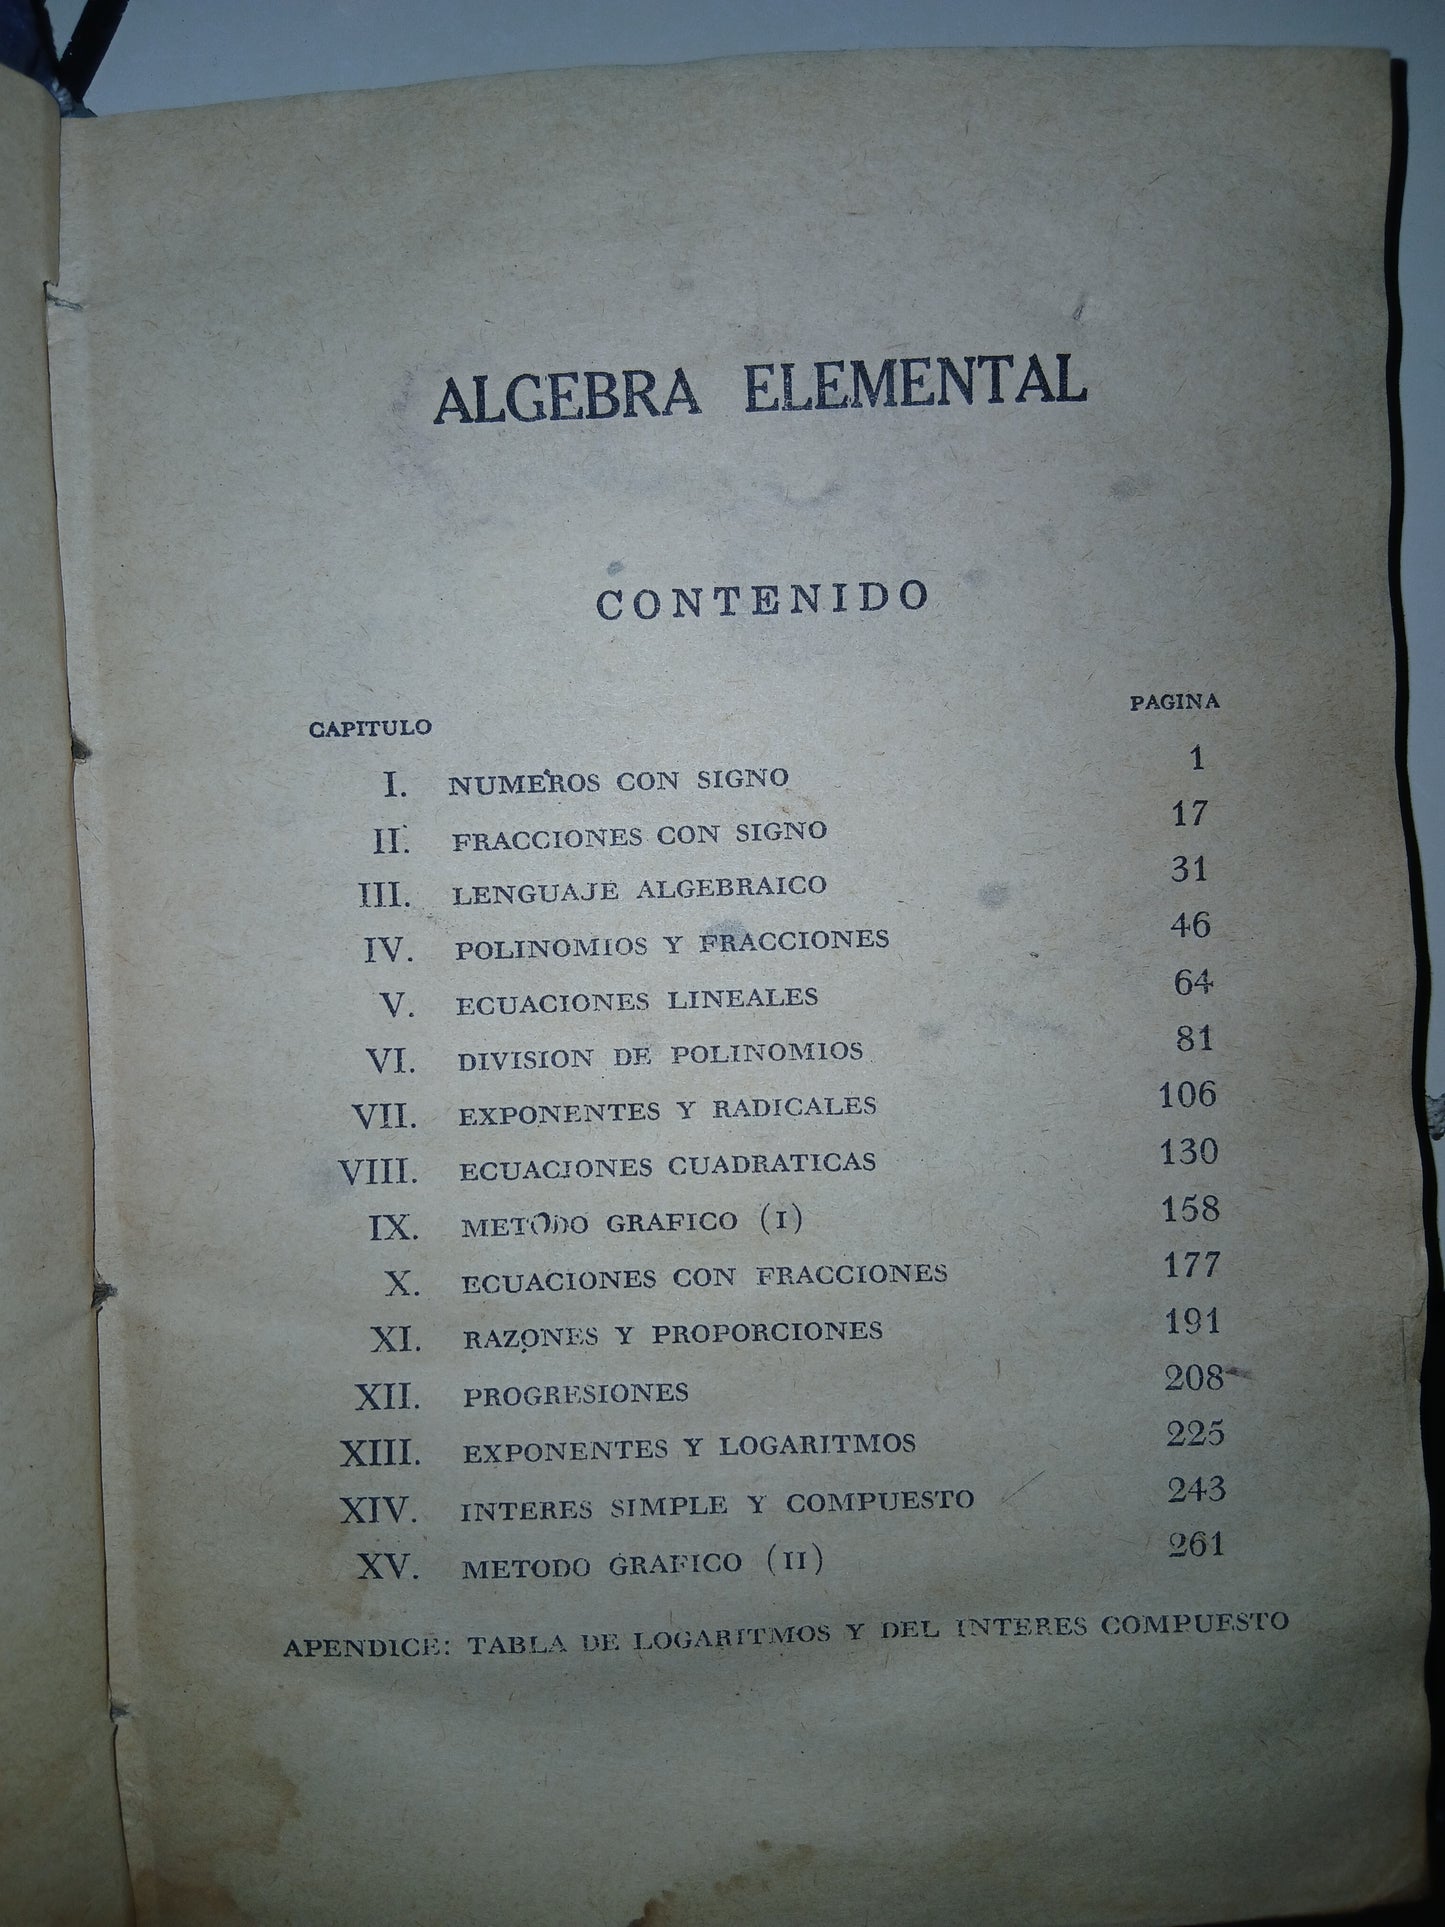 ALGEBRA ELEMENTAL
CONTENIDO
CAPITULO PAGINA
I. NUMEROS CON SIGNO 1
II. FRACCIONES CON SIGNO 17
III. LENGUAJE ALGEBRAICO 31
IV. POLINOMIOS Y FRACCIONES 46
V. ECUACIONES LINEALES 64
VI. DIVISION DE POLINOMIOS 81
VII. EXPONENTES Y RADICALES 106
VIII. ECUACIONES CUADRATICAS 130
IX. METODO GRAFICO (I) 158
X. ECUACIONES CON FRACCIONES 177
XI. RAZONES Y PROPORCIONES 191
XII. PROGRESIONES 208
XIII. EXPONENTES Y LOGARITMOS 225
XIV. INTERES SIMPLE Y COMPUESTO 243
XV. METODO GRAFICO (II) 261
APENDICE: TABLA DE LOGARITMOS Y DEL INTERES COMPUESTO